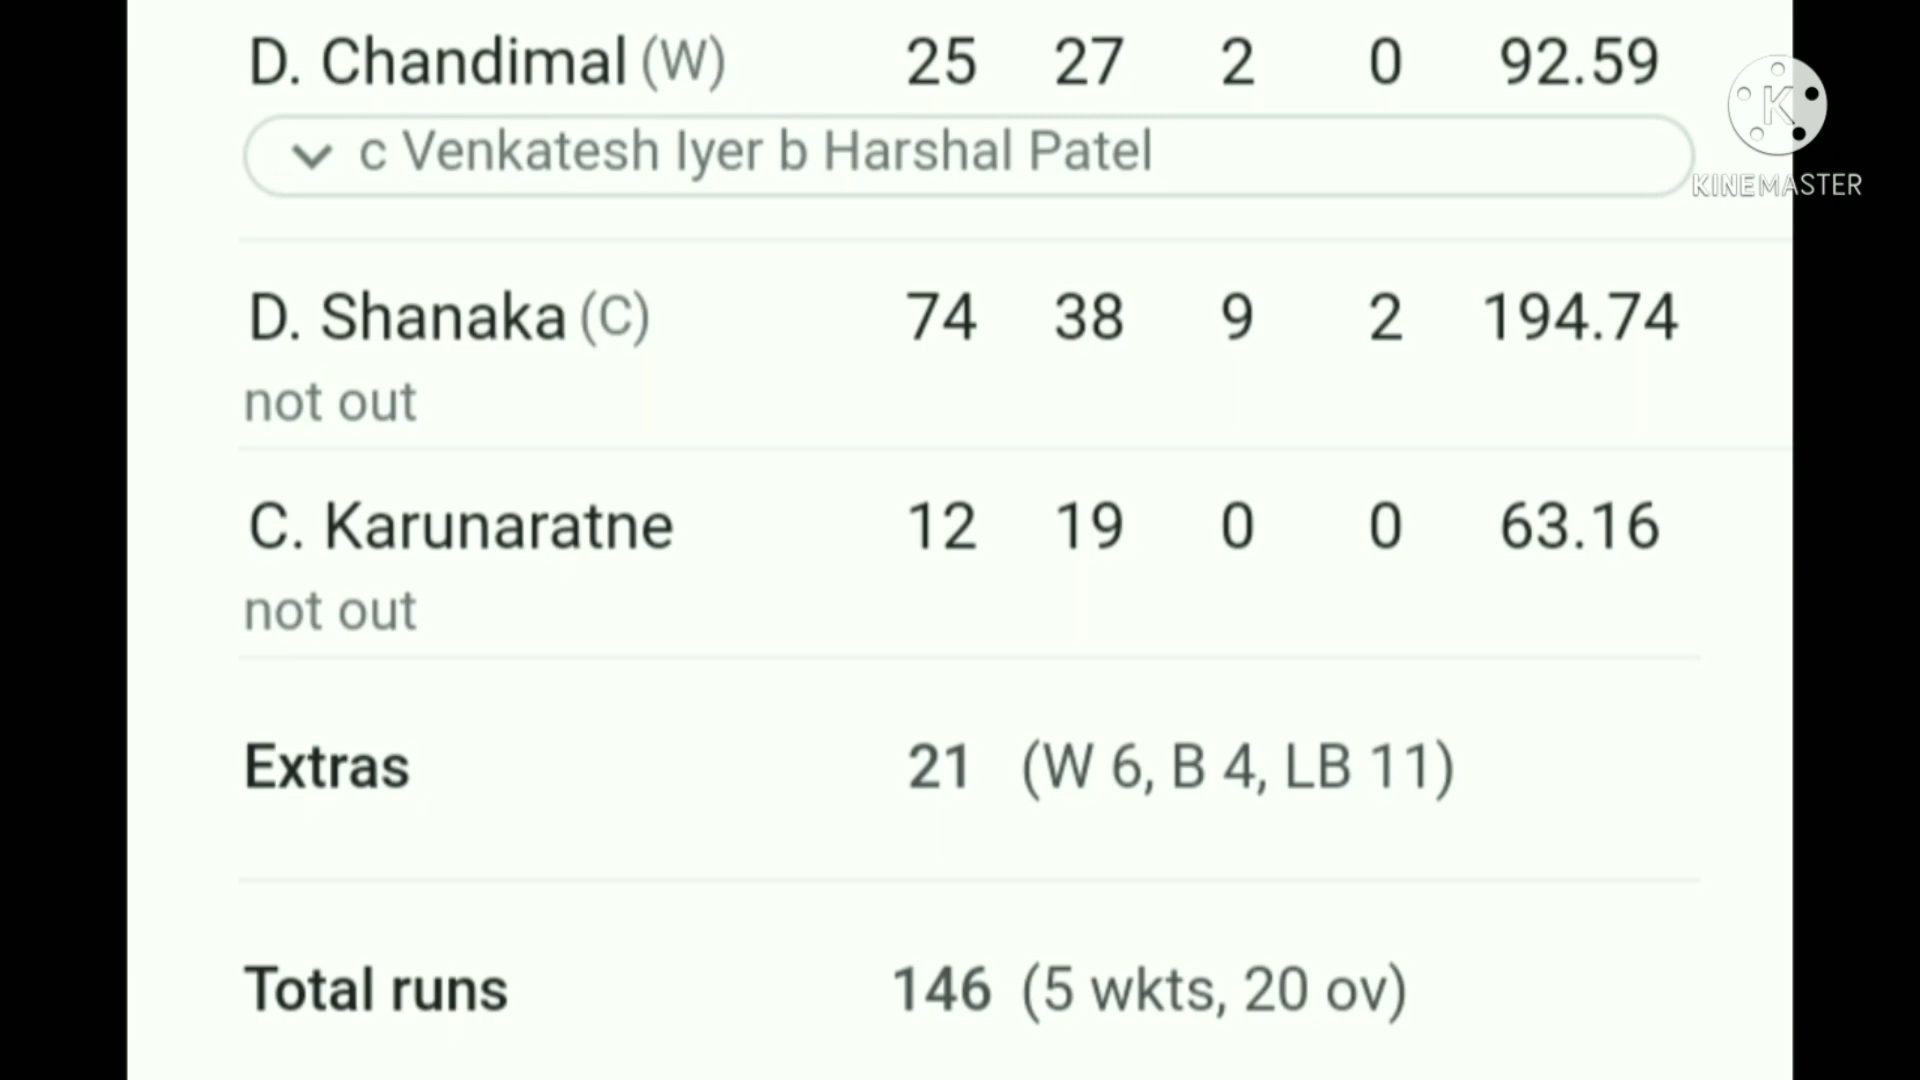 D. Chandimal (W) 25 27 2 0 92.59
c Venkatesh Iyer b Harshal Patel
K
KINEMASTER
D. Shanaka (C) 74 38 9 2 194.74
not out
C. Karunaratne 12 19 0 0 63.16
not out
Extras 21 (W 6, B 4, LB 11)
Total runs 146 (5 wkts, 20 ov)